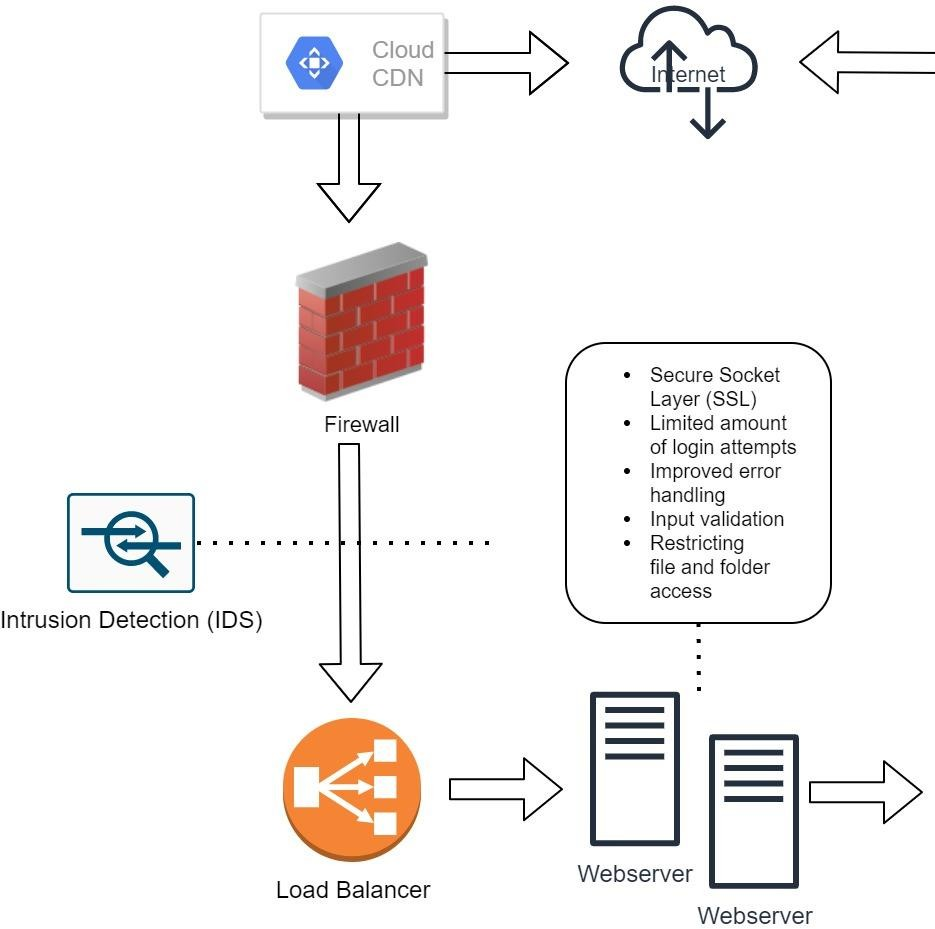 Cloud
CDN
Internet
Firewall
Secure Socket
Layer (SSL)
Limited amount
of login attempts
Improved error
handling
Input validation
Restricting
file and folder
access
Intrusion Detection (IDS)
Load Balancer
Webserver
Webserver